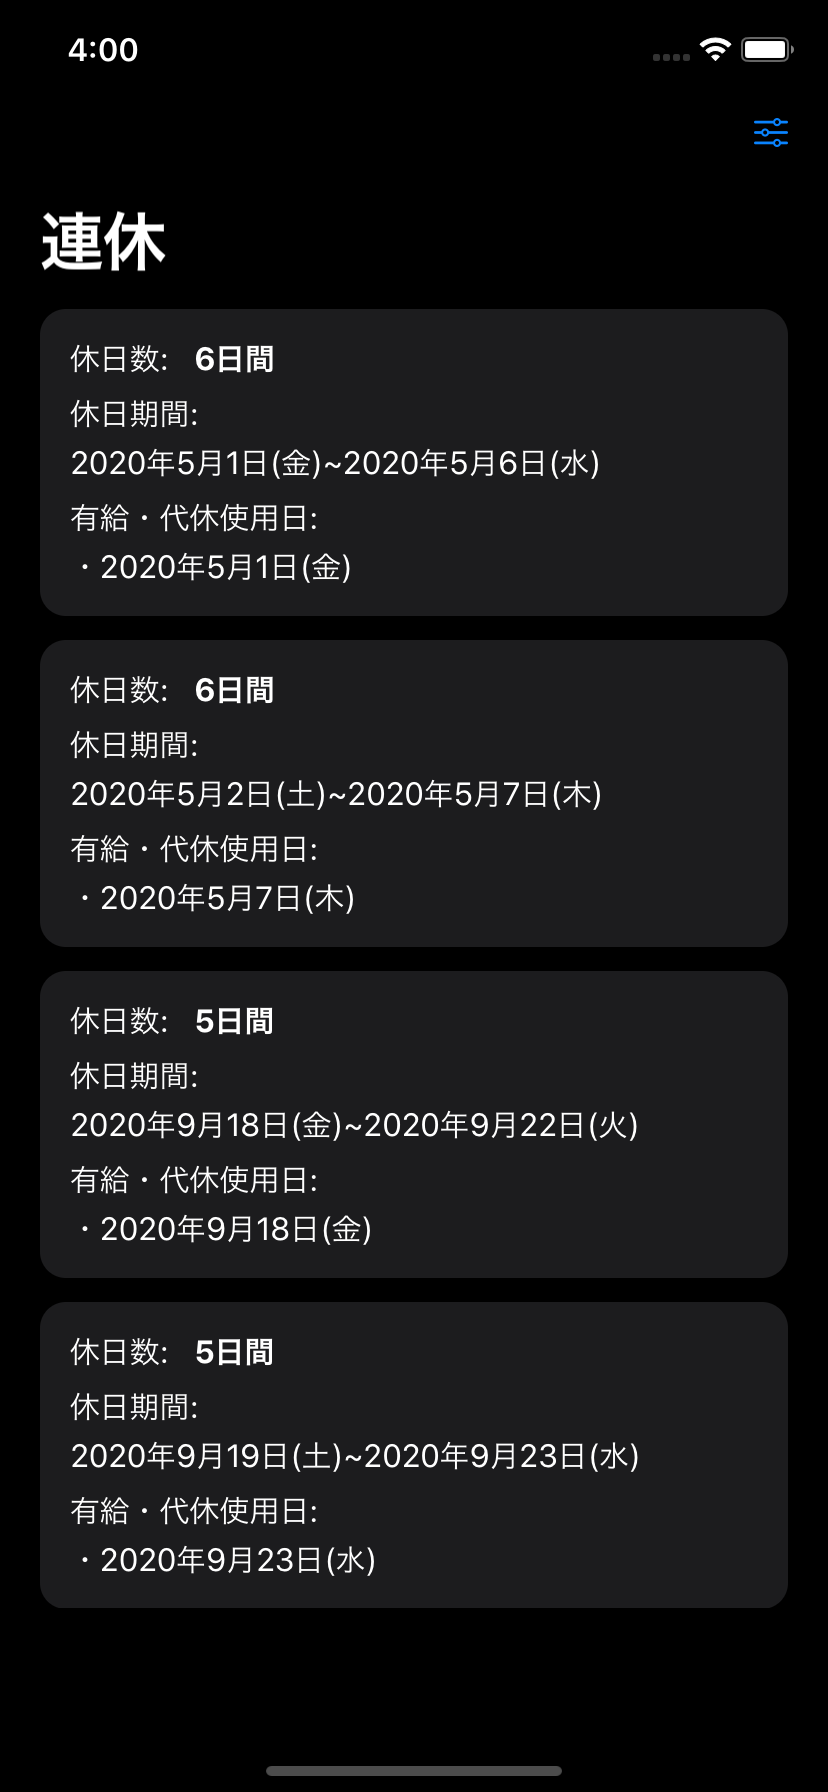 4:00
連休
休日数: 6日間
休日期間:
2020年5月1日(金)~2020年5月6日(水)
有給・代休使用日:
・2020年5月1日(金)
休日数: 6日間
休日期間:
2020年5月2日(土)~2020年5月7日(木)
有給・代休使用日:
・2020年5月7日(木)
休日数: 5日間
休日期間:
2020年9月18日(金)~2020年9月22日(火)
有給・代休使用日:
・2020年9月18日(金)
休日数: 5日間
休日期間:
2020年9月19日(土)~2020年9月23日(水)
有給・代休使用日:
・2020年9月23日(水)